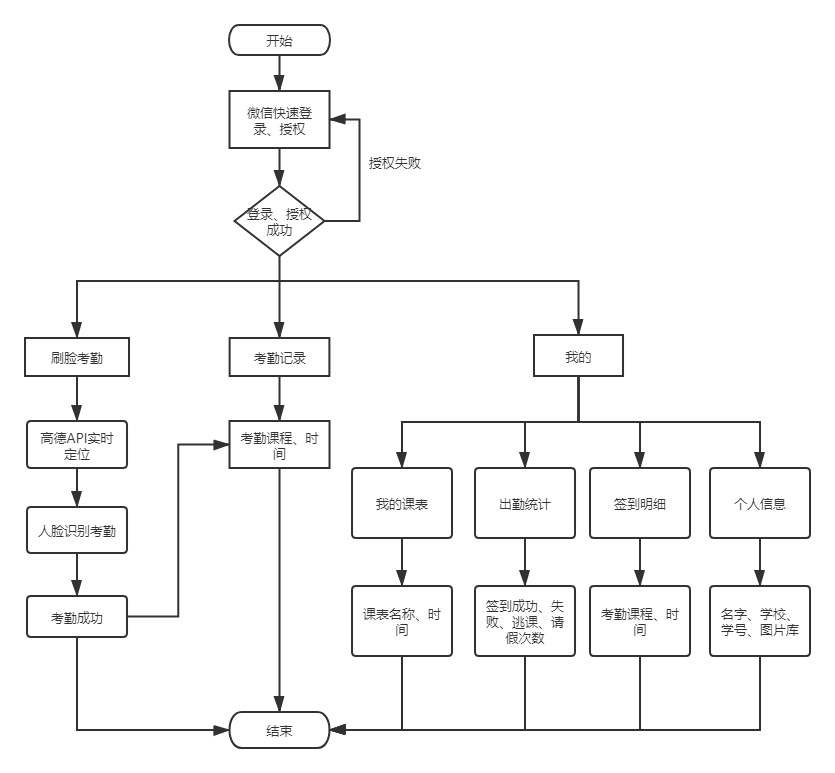 开始
微信快速登
录、授权
授权失败
登录、授权
成功
刷脸考勤
考勤记录
我的
高德API实时
定位
考勤课程、时
间
我的课表
出勤统计
签到明细
个人信息
人脸识别考勤
考勤成功
课表名称、时
间
签到成功、失
败、逃课、请
假次数
考勤课程、时
间
名字、学校、
学号、图片库
结束